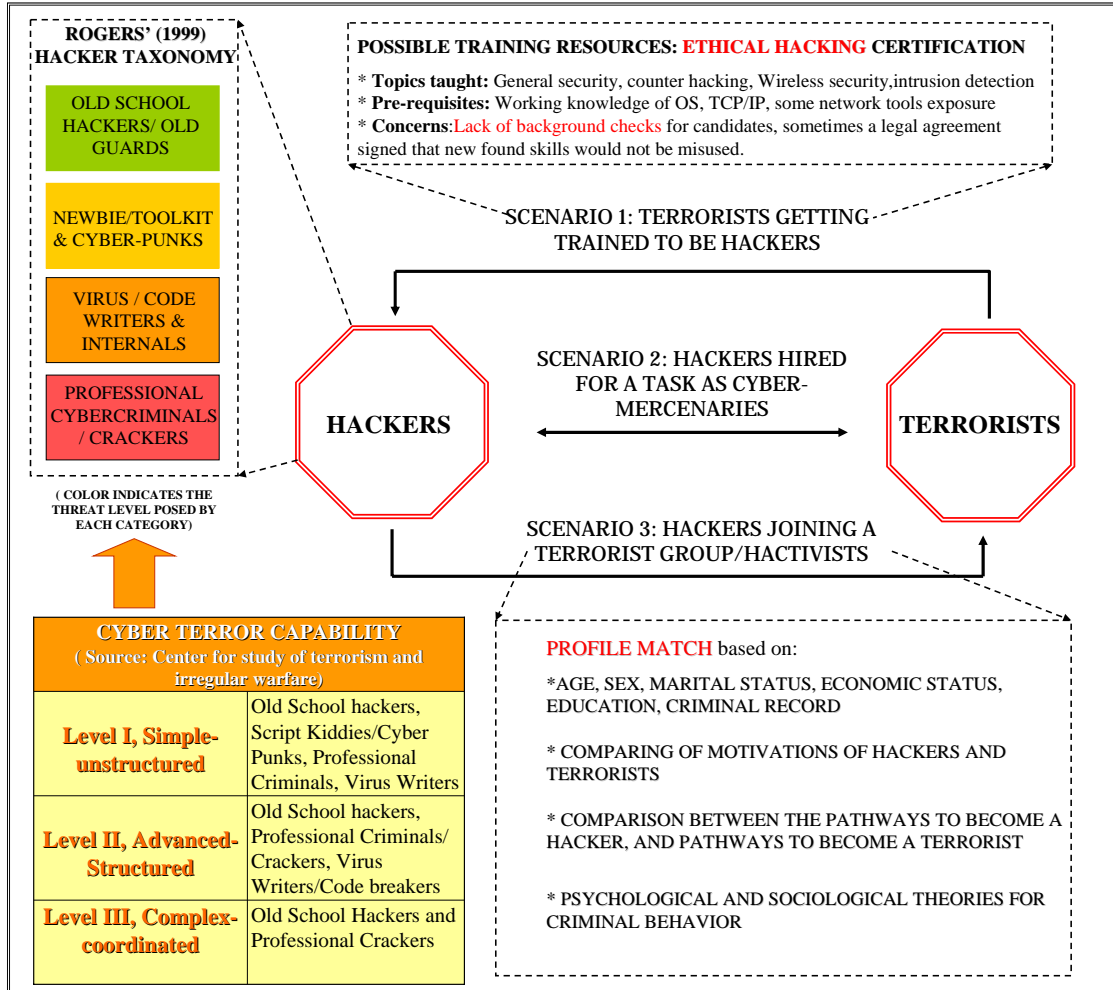 ROGERS' (1999)
HACKER TAXONOMY
OLD SCHOOL
HACKERS/ OLD
GUARDS
NEWBIE/TOOLKIT
& CYBER-PUNKS
VIRUS / CODE
WRITERS &
INTERNALS
PROFESSIONAL
CYBERCRIMINALS
/ CRACKERS
( COLOR INDICATES THE
THREAT LEVEL POSED BY
EACH CATEGORY)
POSSIBLE TRAINING RESOURCES: ETHICAL HACKING CERTIFICATION
* Topics taught: General security, counter hacking, Wireless security,intrusion detection
* Pre-requisites: Working knowledge of OS, TCP/IP, some network tools exposure
* Concerns:Lack of background checks for candidates, sometimes a legal agreement
signed that new found skills would not be misused.
SCENARIO 1: TERRORISTS GETTING
TRAINED TO BE HACKERS
HACKERS
SCENARIO 2: HACKERS HIRED
FOR A TASK AS CYBER-
MERCENARIES
TERRORISTS
SCENARIO 3: HACKERS JOINING A
TERRORIST GROUP/HACTIVISTS
CYBER TERROR CAPABILITY
( Source: Center for study of terrorism and
irregular warfare)
Level I, Simple-
unstructured
Old School hackers,
Script Kiddies/Cyber
Punks, Professional
Criminals, Virus Writers
Level II, Advanced-
Structured
Old School hackers,
Professional Criminals/
Crackers, Virus
Writers/Code breakers
Level III, Complex-
coordinated
Old School Hackers and
Professional Crackers
PROFILE MATCH based on:
*AGE, SEX, MARITAL STATUS, ECONOMIC STATUS,
EDUCATION, CRIMINAL RECORD
* COMPARING OF MOTIVATIONS OF HACKERS AND
TERRORISTS
* COMPARISON BETWEEN THE PATHWAYS TO BECOME A
HACKER, AND PATHWAYS TO BECOME A TERRORIST
* PSYCHOLOGICAL AND SOCIOLOGICAL THEORIES FOR
CRIMINAL BEHAVIOR